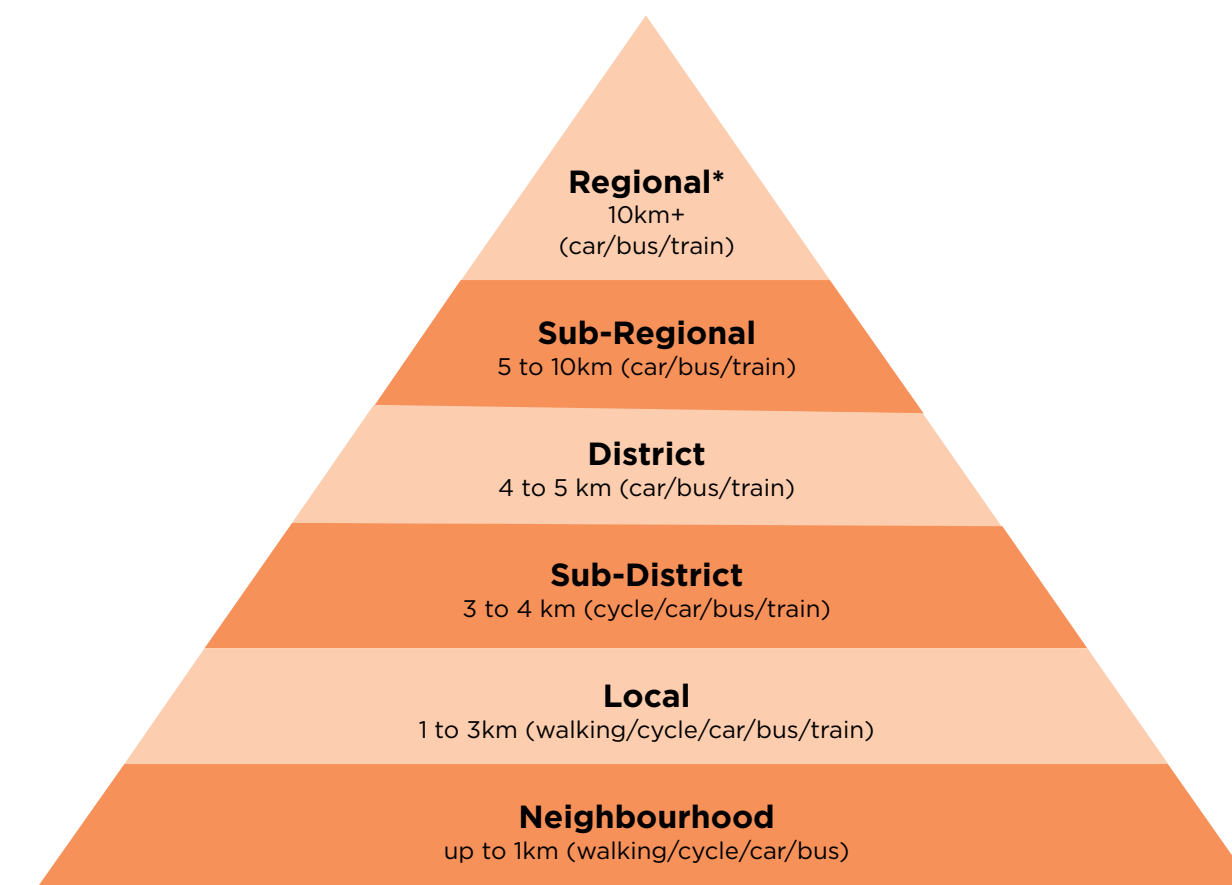 Regional*
10km+
(car/bus/train)
Sub-Regional
5 to 10km (car/bus/train)
District
4 to 5 km (car/bus/train)
Sub-District
3 to 4 km (cycle/car/bus/train)
Local
1 to 3km (walking/cycle/car/bus/train)
Neighbourhood
up to 1km (walking/cycle/car/bus)